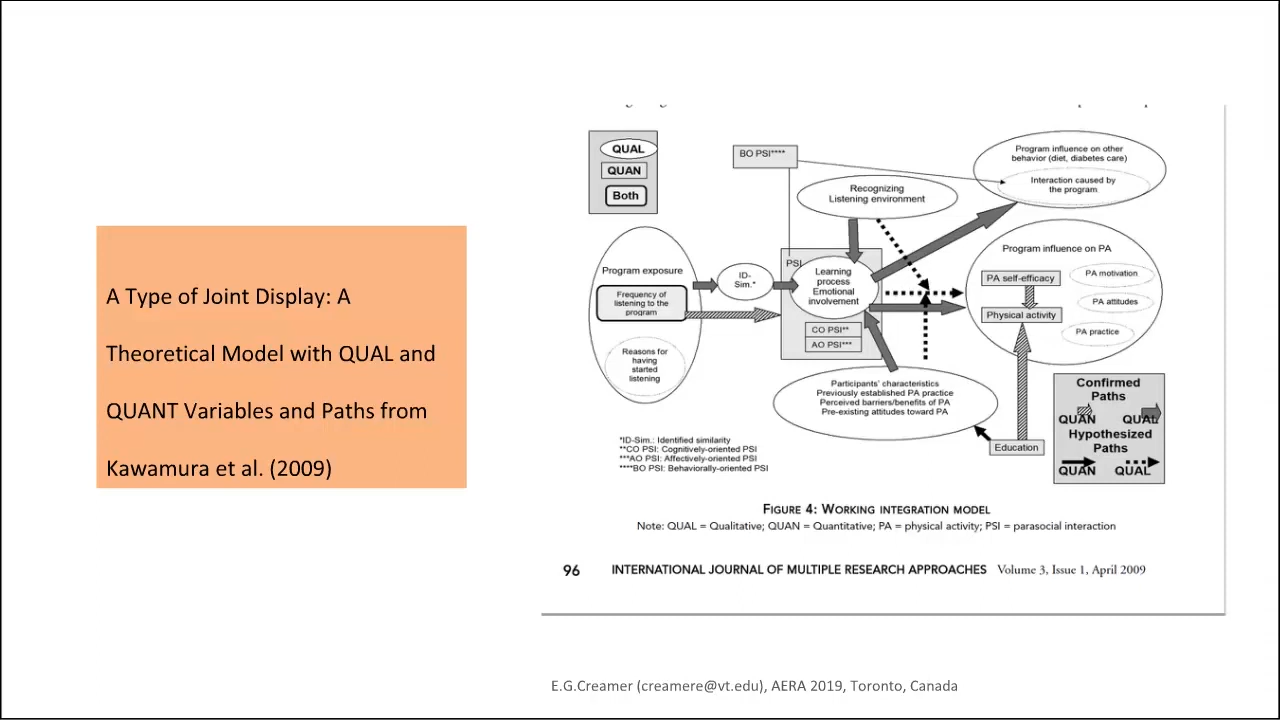 A Type of Joint Display: A
Theoretical Model with QUAL and
QUANT Variables and Paths from
Kawamura et al. (2009)
QUAL
QUAN
Both
BO PSI****
Program influence on other
behavior (diet, diabetes care)
Interaction caused by
the program
Recognizing
Listening environment
Program exposure
Frequency of
listening to the
program
Reasons for
having
started
listening
ID-
Sim.*
PSI
Learning
process
Emotional
involvement
CO PSI**
AO PSI***
Program influence on PA
PA self-efficacy
Physical activity
PA motivation
PA attitudes
PA practice
Participants' characteristics
Previously established PA practice
Perceived barriers/benefits of PA
Pre-existing attitudes toward PA
Education
Confirmed
Paths
QUAN QUAL
Hypothesized
Paths
QUAN QUAL
*ID-Sim.: Identified similarity
**CO PSI: Cognitively-oriented PSI
***AO PSI: Affectively-oriented PSI
****BO PSI: Behaviorally-oriented PSI
FIGURE 4: WORKING INTEGRATION MODEL
Note: QUAL = Qualitative; QUAN = Quantitative; PA = physical activity; PSI = parasocial interaction
96 INTERNATIONAL JOURNAL OF MULTIPLE RESEARCH APPROACHES Volume 3, Issue 1, April 2009
E.G.Creamer (creamere@vt.edu), AERA 2019, Toronto, Canada